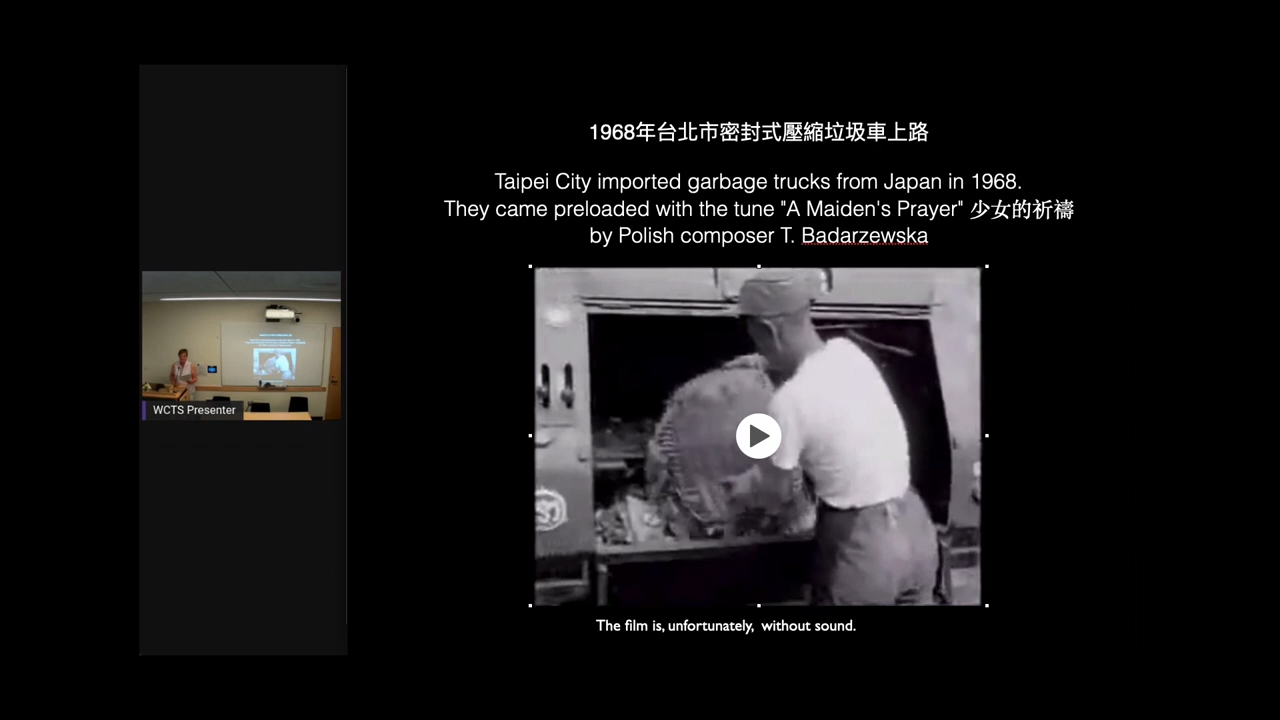 1968年台北市密封式壓縮垃圾車上路
Taipei City imported garbage trucks from Japan in 1968.
They came preloaded with the tune "A Maiden's Prayer" 少女的祈禱
by Polish composer T. Badarzewska
The film is, unfortunately, without sound.
WCTS Presenter